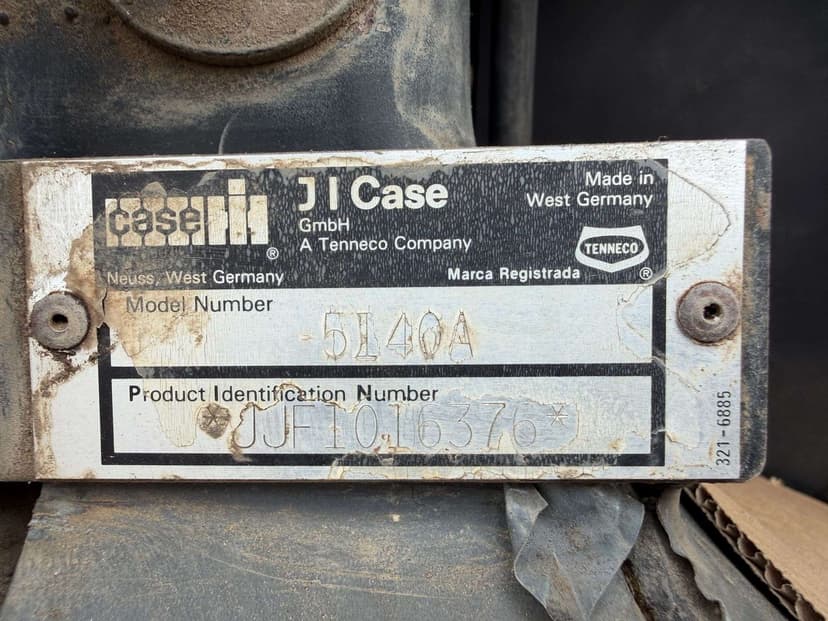 case IH
®
J I Case
GmbH
A Tenneco Company
Made in
West Germany
TENNECO
®
Neuss, West Germany
Marca Registrada
Model Number
5140A
Product Identification Number
*JJF1016376*
321-6885